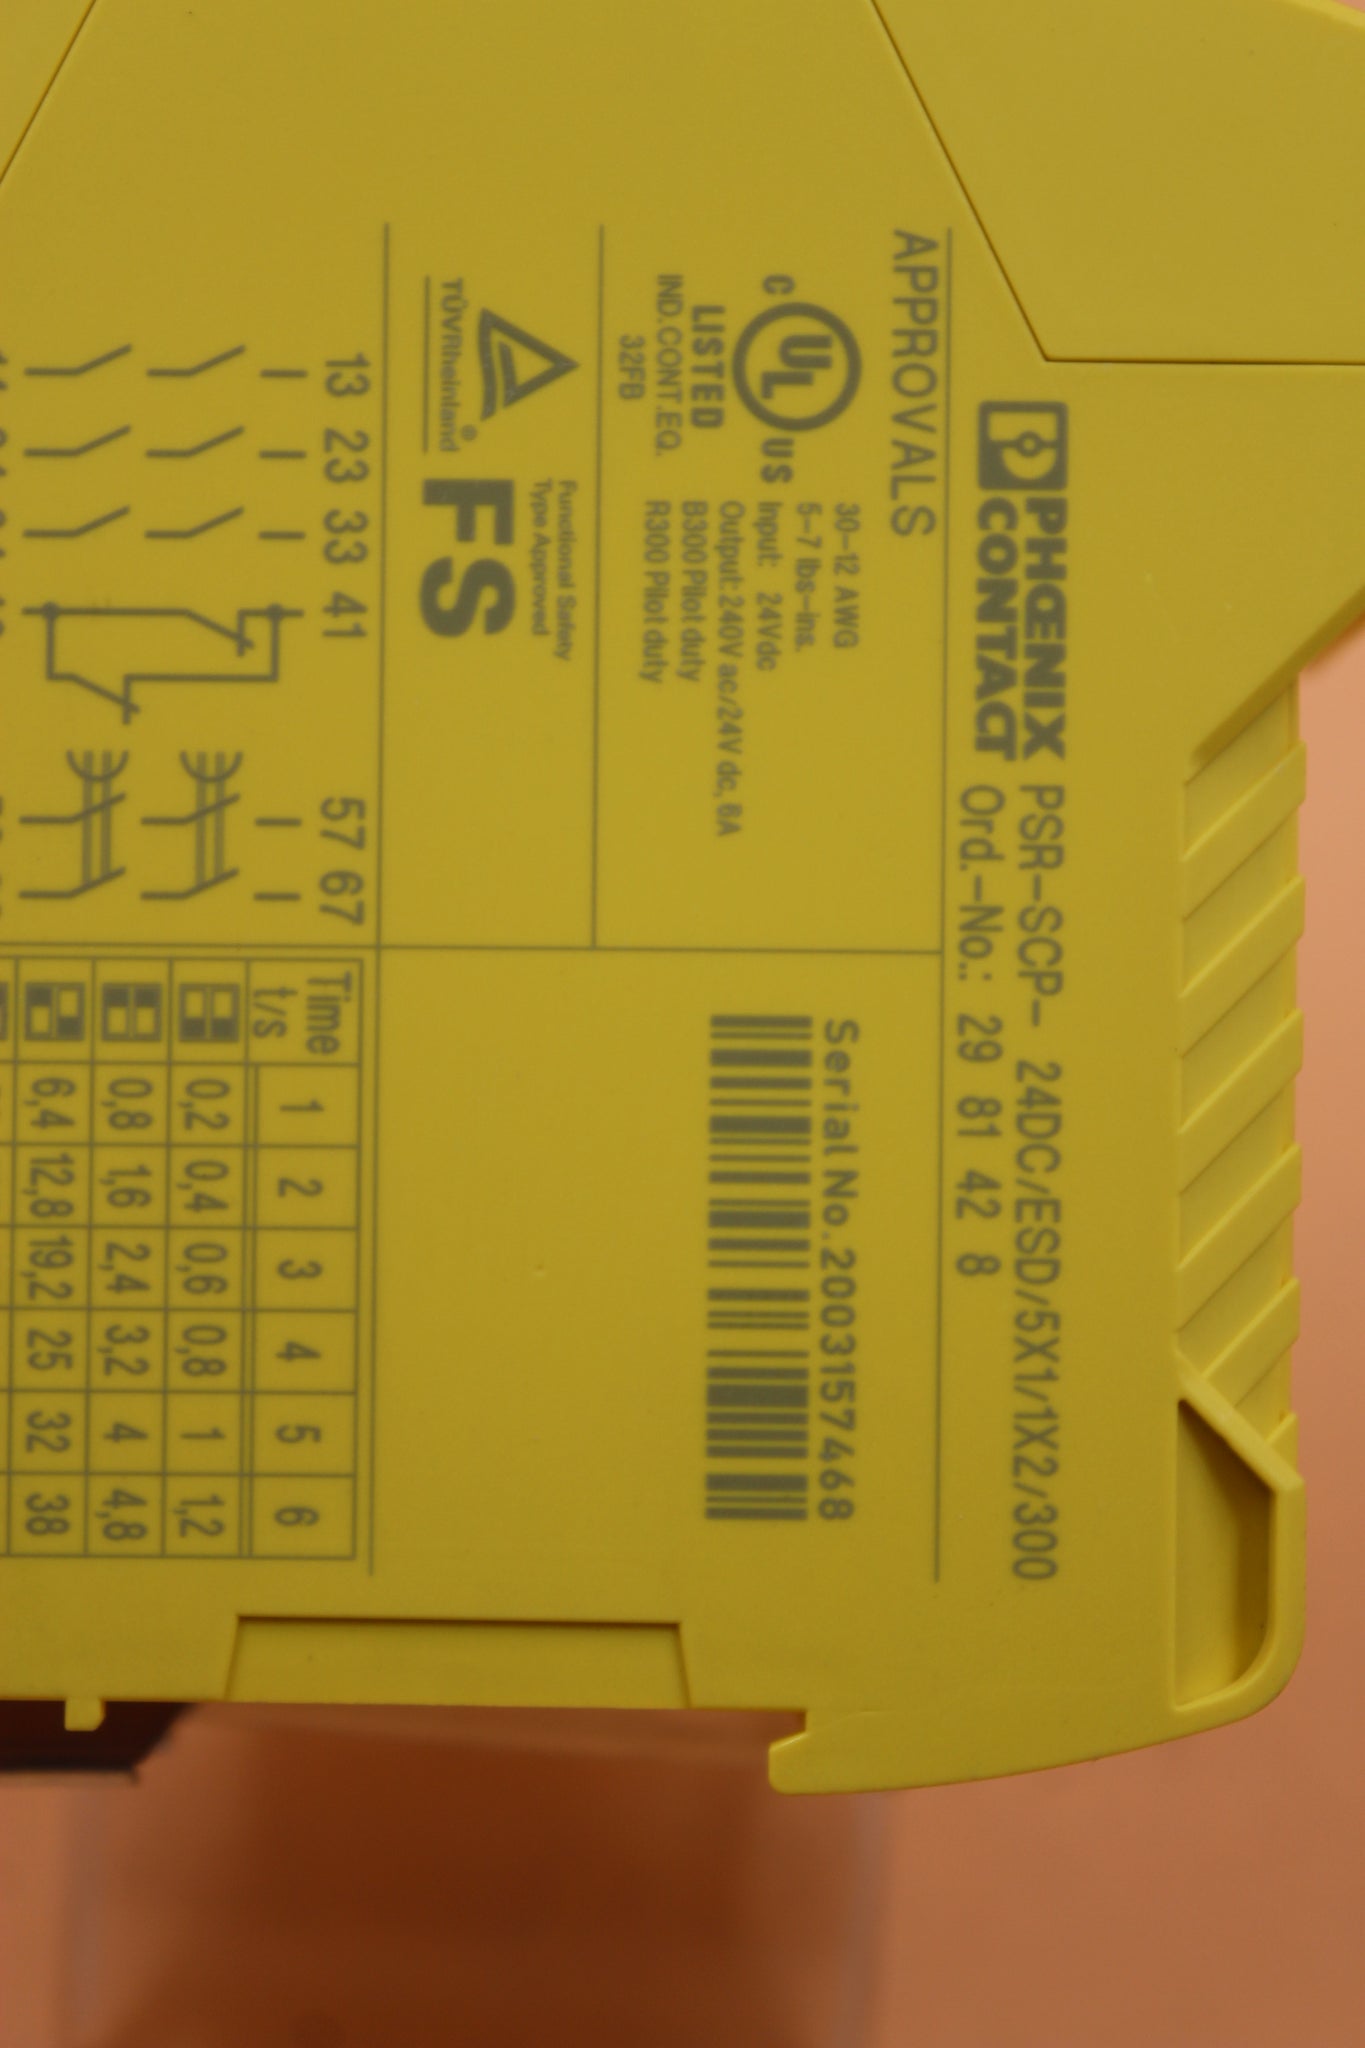 PHŒNIX
CONTACT
PSR-SCP- 24DC/ESD/5X1/1X2/300
Ord.-No.: 29 81 42 8
APPROVALS
C UL US
LISTED
IND.CONT.EQ.
32FB
30-12 AWG
5-7 lbs-ins.
Input: 24Vdc
Output:240V ac/24V dc, 6A
B300 Pilot duty
R300 Pilot duty
Serial No.2003157468
TÜVRheinland®
FS
Functional Safety
Type Approved
13 23 33 41 57 67
Time t/s 1 2 3 4 5 6
0,2 0,4 0,6 0,8 1 1,2
0,8 1,6 2,4 3,2 4 4,8
6,4 12,8 19,2 25 32 38